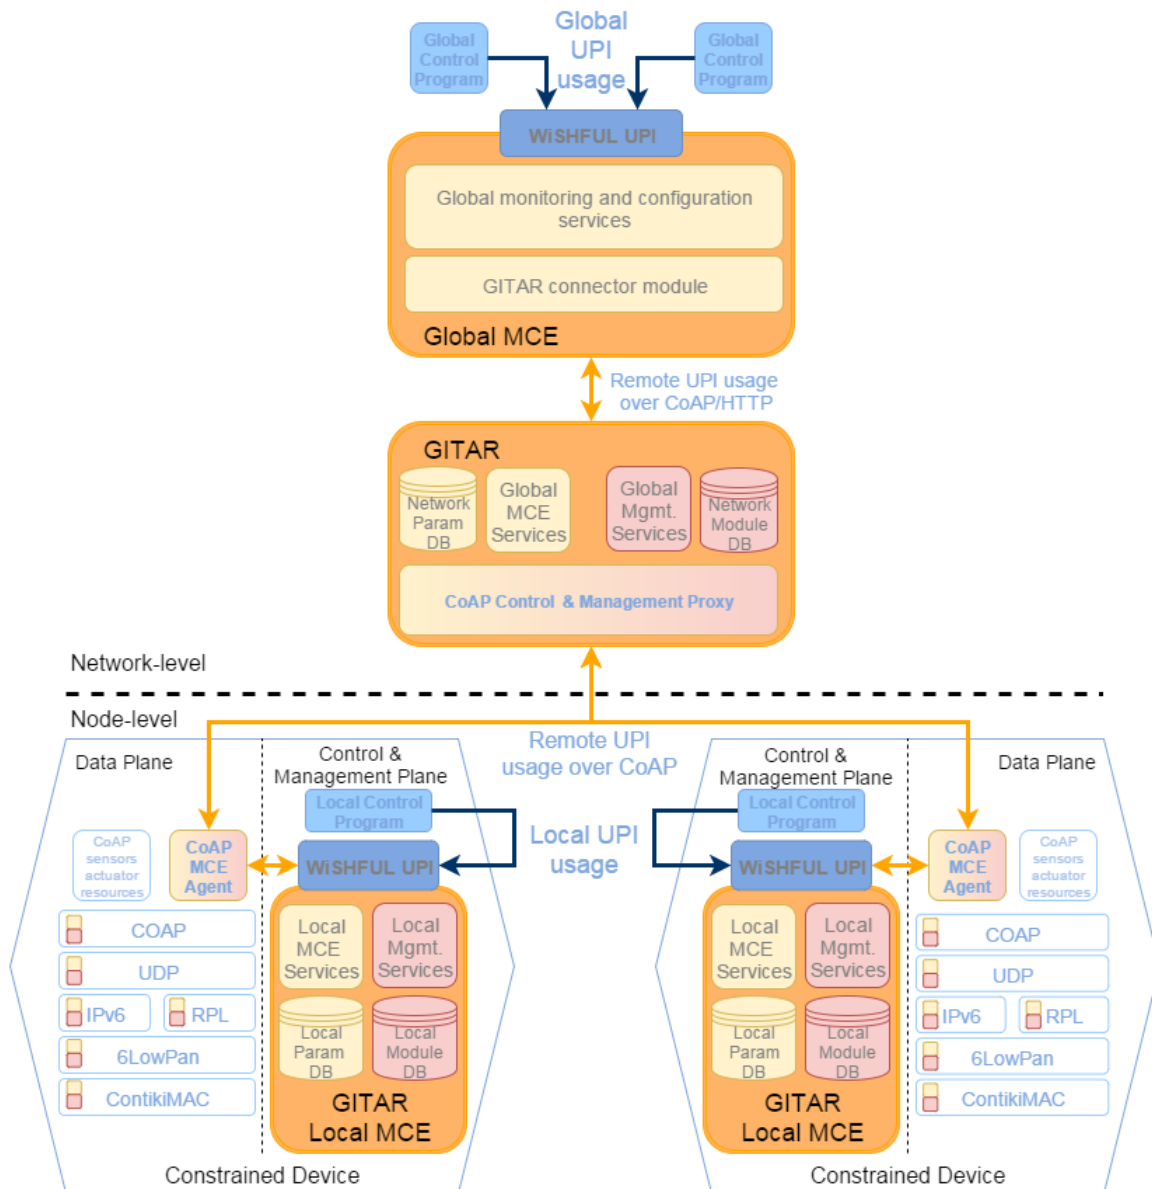 Global
UPI
usage
Global
Control
Program
Global
Control
Program
WiSHFUL UPI
Global monitoring and configuration
services
GITAR connector module
Global MCE
Remote UPI usage
over CoAP/HTTP
GITAR
Network
Param
DB
Global
MCE
Services
Global
Mgmt.
Services
Network
Module
DB
CoAP Control & Management Proxy
Network-level
Node-level
Data Plane
Control &
Management Plane
Remote UPI
usage over CoAP
Control &
Management Plane
Data Plane
Local Control
Program
Local UPI
usage
Local Control
Program
CoAP
sensors
actuator
resources
CoAP
MCE
Agent
WiSHFUL UPI
WiSHFUL UPI
CoAP
MCE
Agent
CoAP
sensors
actuator
resources
COAP
UDP
IPv6
RPL
6LowPan
ContikiMAC
Local
MCE
Services
Local
Mgmt.
Services
Local
Param
DB
Local
Module
DB
GITAR
Local MCE
Constrained Device
Local
MCE
Services
Local
Mgmt.
Services
Local
Param
DB
Local
Module
DB
GITAR
Local MCE
COAP
UDP
IPv6
RPL
6LowPan
ContikiMAC
Constrained Device